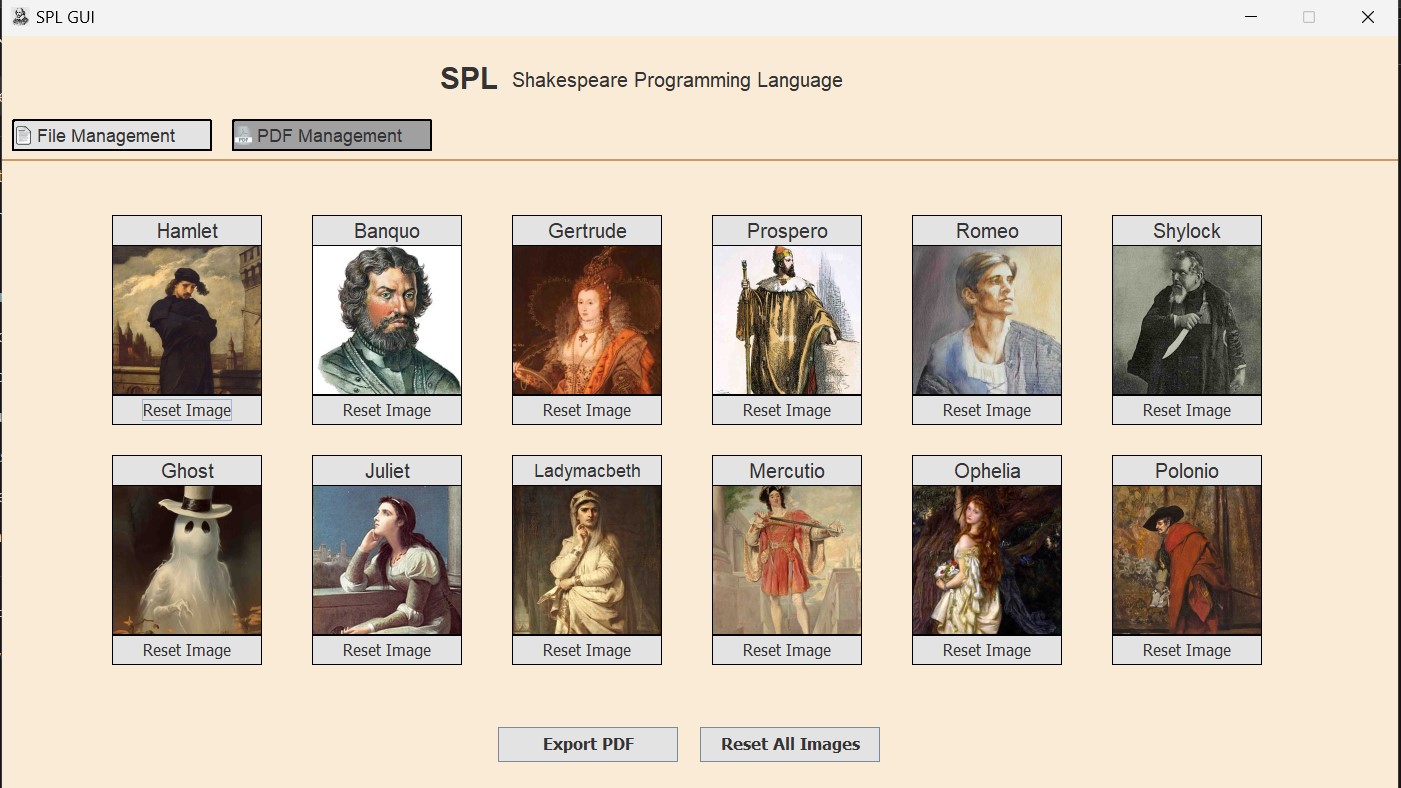 SPL GUI
SPL Shakespeare Programming Language
File Management PDF Management
Hamlet Banquo Gertrude Prospero Romeo Shylock
Reset Image Reset Image Reset Image Reset Image Reset Image Reset Image
Ghost Juliet Ladymacbeth Mercutio Ophelia Polonio
Reset Image Reset Image Reset Image Reset Image Reset Image Reset Image
Export PDF Reset All Images